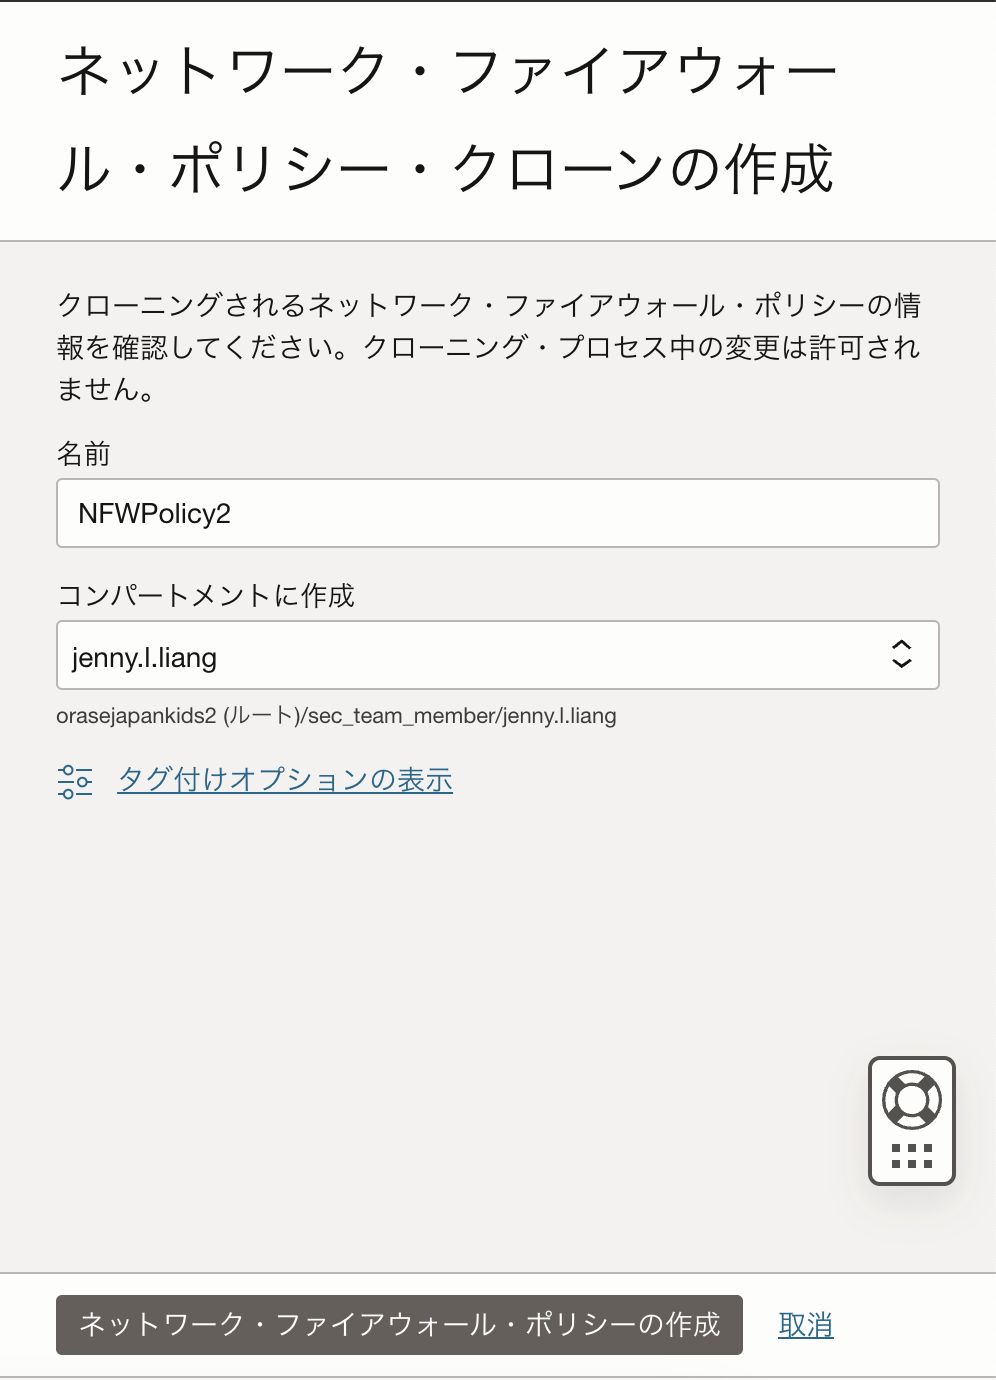 ネットワーク・ファイアウォー
ル・ポリシー・クローンの作成
クローニングされるネットワーク・ファイアウォール・ポリシーの情
報を確認してください。クローニング・プロセス中の変更は許可され
ません。
名前
NFWPolicy2
コンパートメントに作成
jenny.l.liang
orasejapankids2 (ルート)/sec_team_member/jenny.l.liang
タグ付けオプションの表示
ネットワーク・ファイアウォール・ポリシーの作成
取消